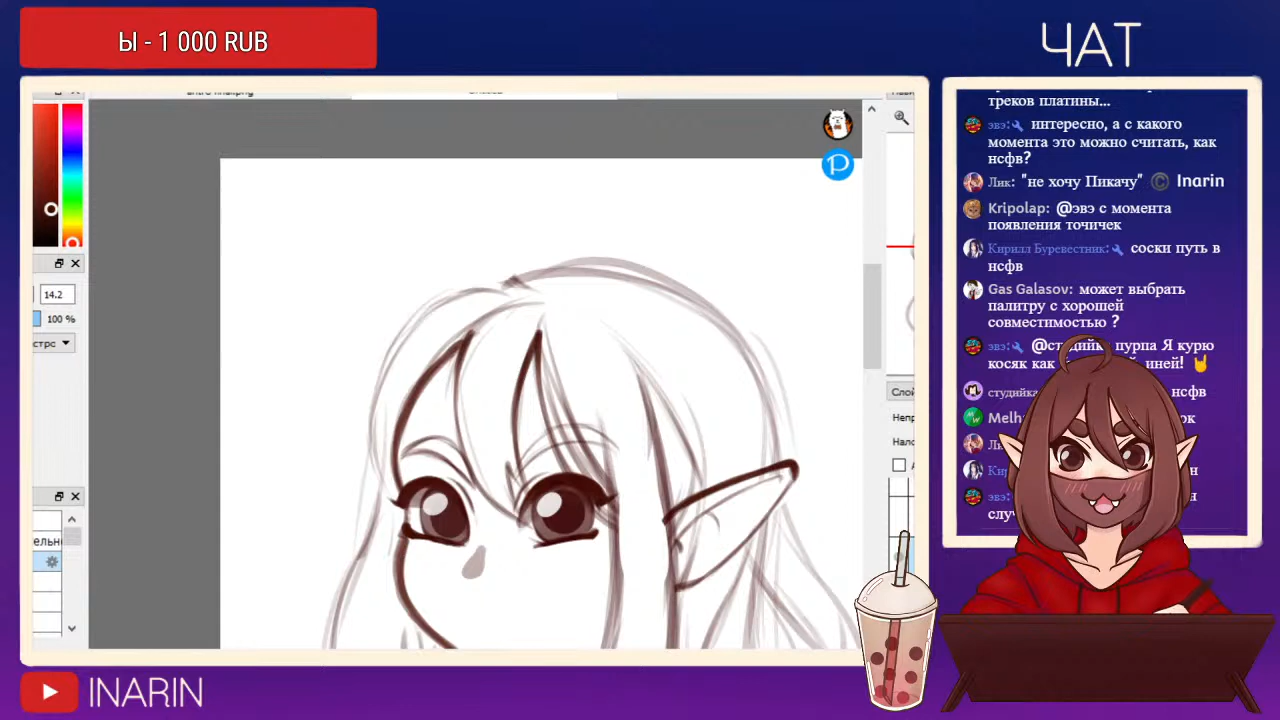 Ы - 1 000 RUB
ЧАТ
треков платины...
эвэ: интересно, а с какого
момента это можно считать, как
нсфв?
Лик: "не хочу Пикачу" © Inarin
Kripolap: @эвэ с момента
появления точичек
Кирилл Буревестник: соски путь в
нсфв
Gas Galasov: может выбрать
палитру с хорошей
совместимостью ?
эвэ: пурпа Я курю
косяк как иней!
студийка нсфв
Melh
14.2
100 %
INARIN